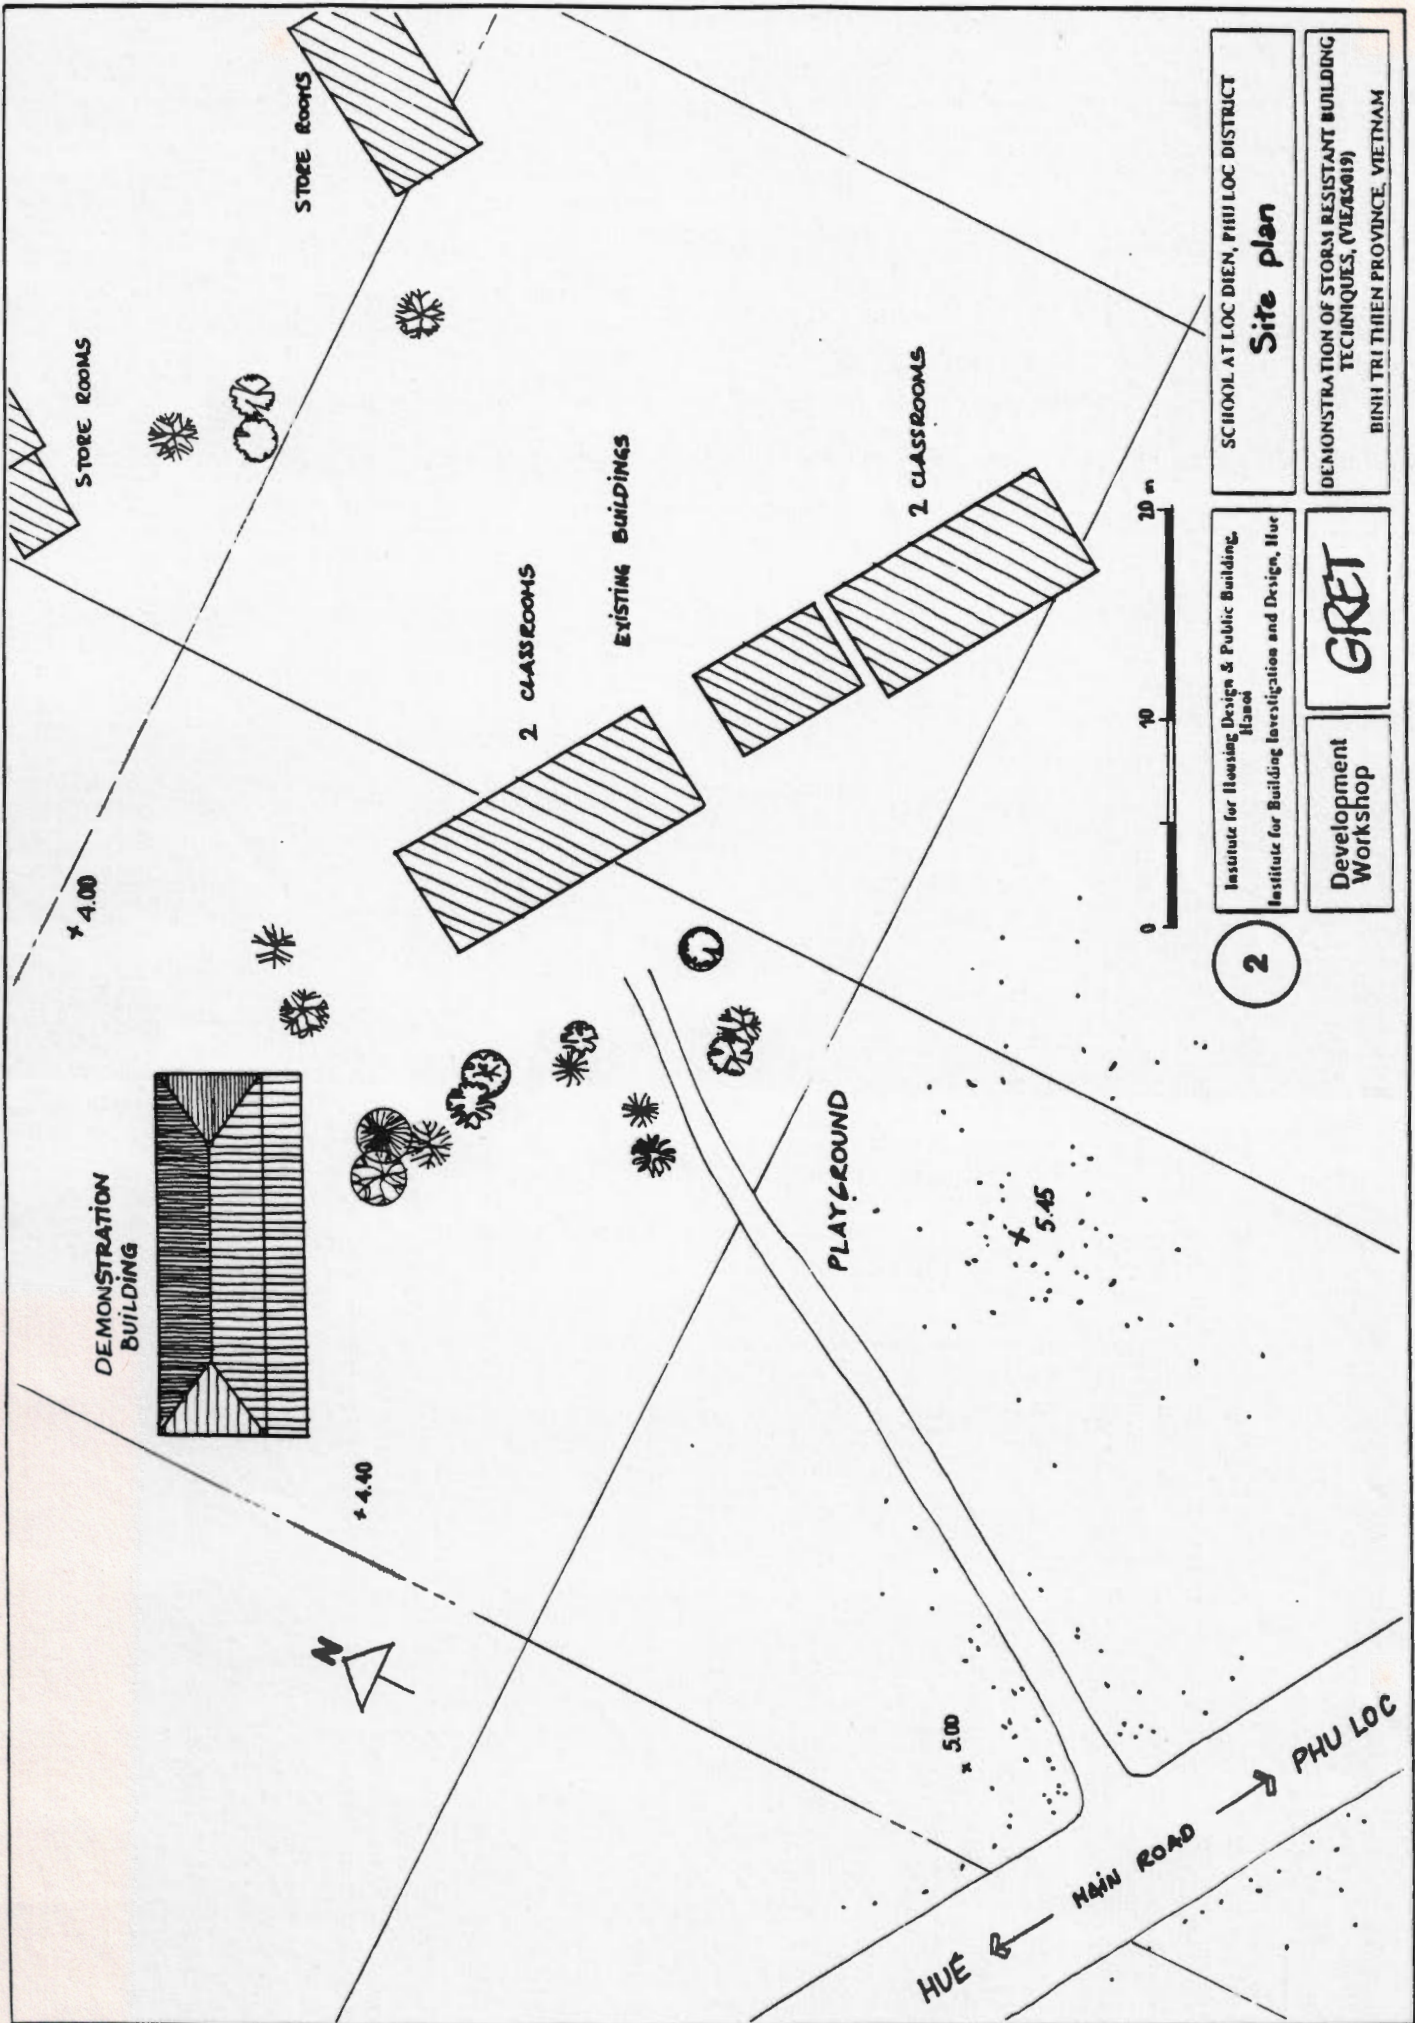 STORE ROOMS
STORE ROOMS
+ 4.00
DEMONSTRATION
BUILDING
2 CLASSROOMS
EXISTING BUILDINGS
2 CLASSROOMS
N
+ 4.40
PLAYGROUND
x 5.45
x 5.00
HUÉ
MAIN ROAD
PHU LOC
0 10 20 m
2
Institute for Housing Design & Public Building,
Hanoi
Institute for Building Investigation and Design, Hue
SCHOOL AT LOC DIEN, PHU LOC DISTRICT
Site plan
Development
Workshop
GRET
DEMONSTRATION OF STORM RESISTANT BUILDING
TECHNIQUES, (VIE/85/019)
BINH TRI THIEN PROVINCE, VIETNAM